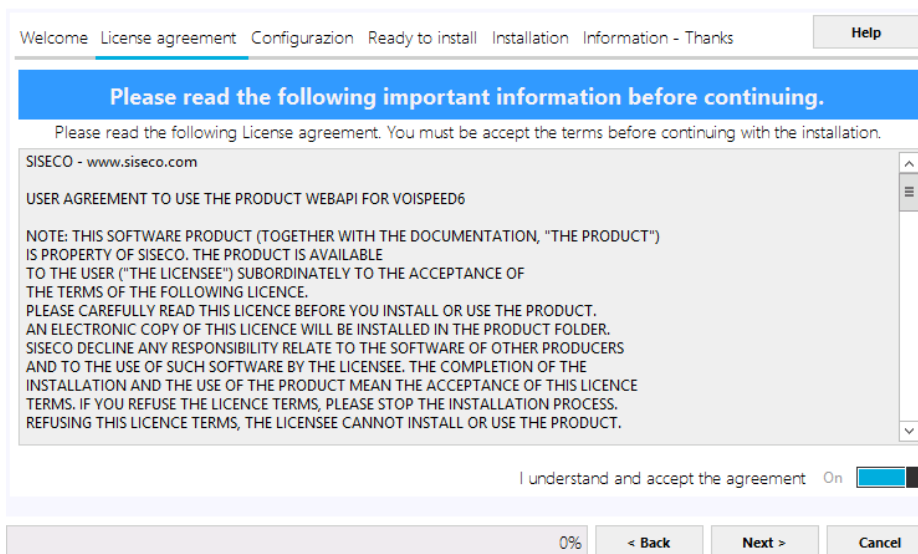 Welcome License agreement Configurazion Ready to install Installation Information - Thanks Help
Please read the following important information before continuing.
Please read the following License agreement. You must be accept the terms before continuing with the installation.
SISECO - www.siseco.com
USER AGREEMENT TO USE THE PRODUCT WEBAPI FOR VOISPEED6
NOTE: THIS SOFTWARE PRODUCT (TOGETHER WITH THE DOCUMENTATION, "THE PRODUCT")
IS PROPERTY OF SISECO. THE PRODUCT IS AVAILABLE
TO THE USER ("THE LICENSEE") SUBORDINATELY TO THE ACCEPTANCE OF
THE TERMS OF THE FOLLOWING LICENCE.
PLEASE CAREFULLY READ THIS LICENCE BEFORE YOU INSTALL OR USE THE PRODUCT.
AN ELECTRONIC COPY OF THIS LICENCE WILL BE INSTALLED IN THE PRODUCT FOLDER.
SISECO DECLINE ANY RESPONSIBILITY RELATE TO THE SOFTWARE OF OTHER PRODUCERS
AND TO THE USE OF SUCH SOFTWARE BY THE LICENSEE. THE COMPLETION OF THE
INSTALLATION AND THE USE OF THE PRODUCT MEAN THE ACCEPTANCE OF THIS LICENCE
TERMS. IF YOU REFUSE THE LICENCE TERMS, PLEASE STOP THE INSTALLATION PROCESS.
REFUSING THIS LICENCE TERMS, THE LICENSEE CANNOT INSTALL OR USE THE PRODUCT.
I understand and accept the agreement On
0% < Back Next > Cancel